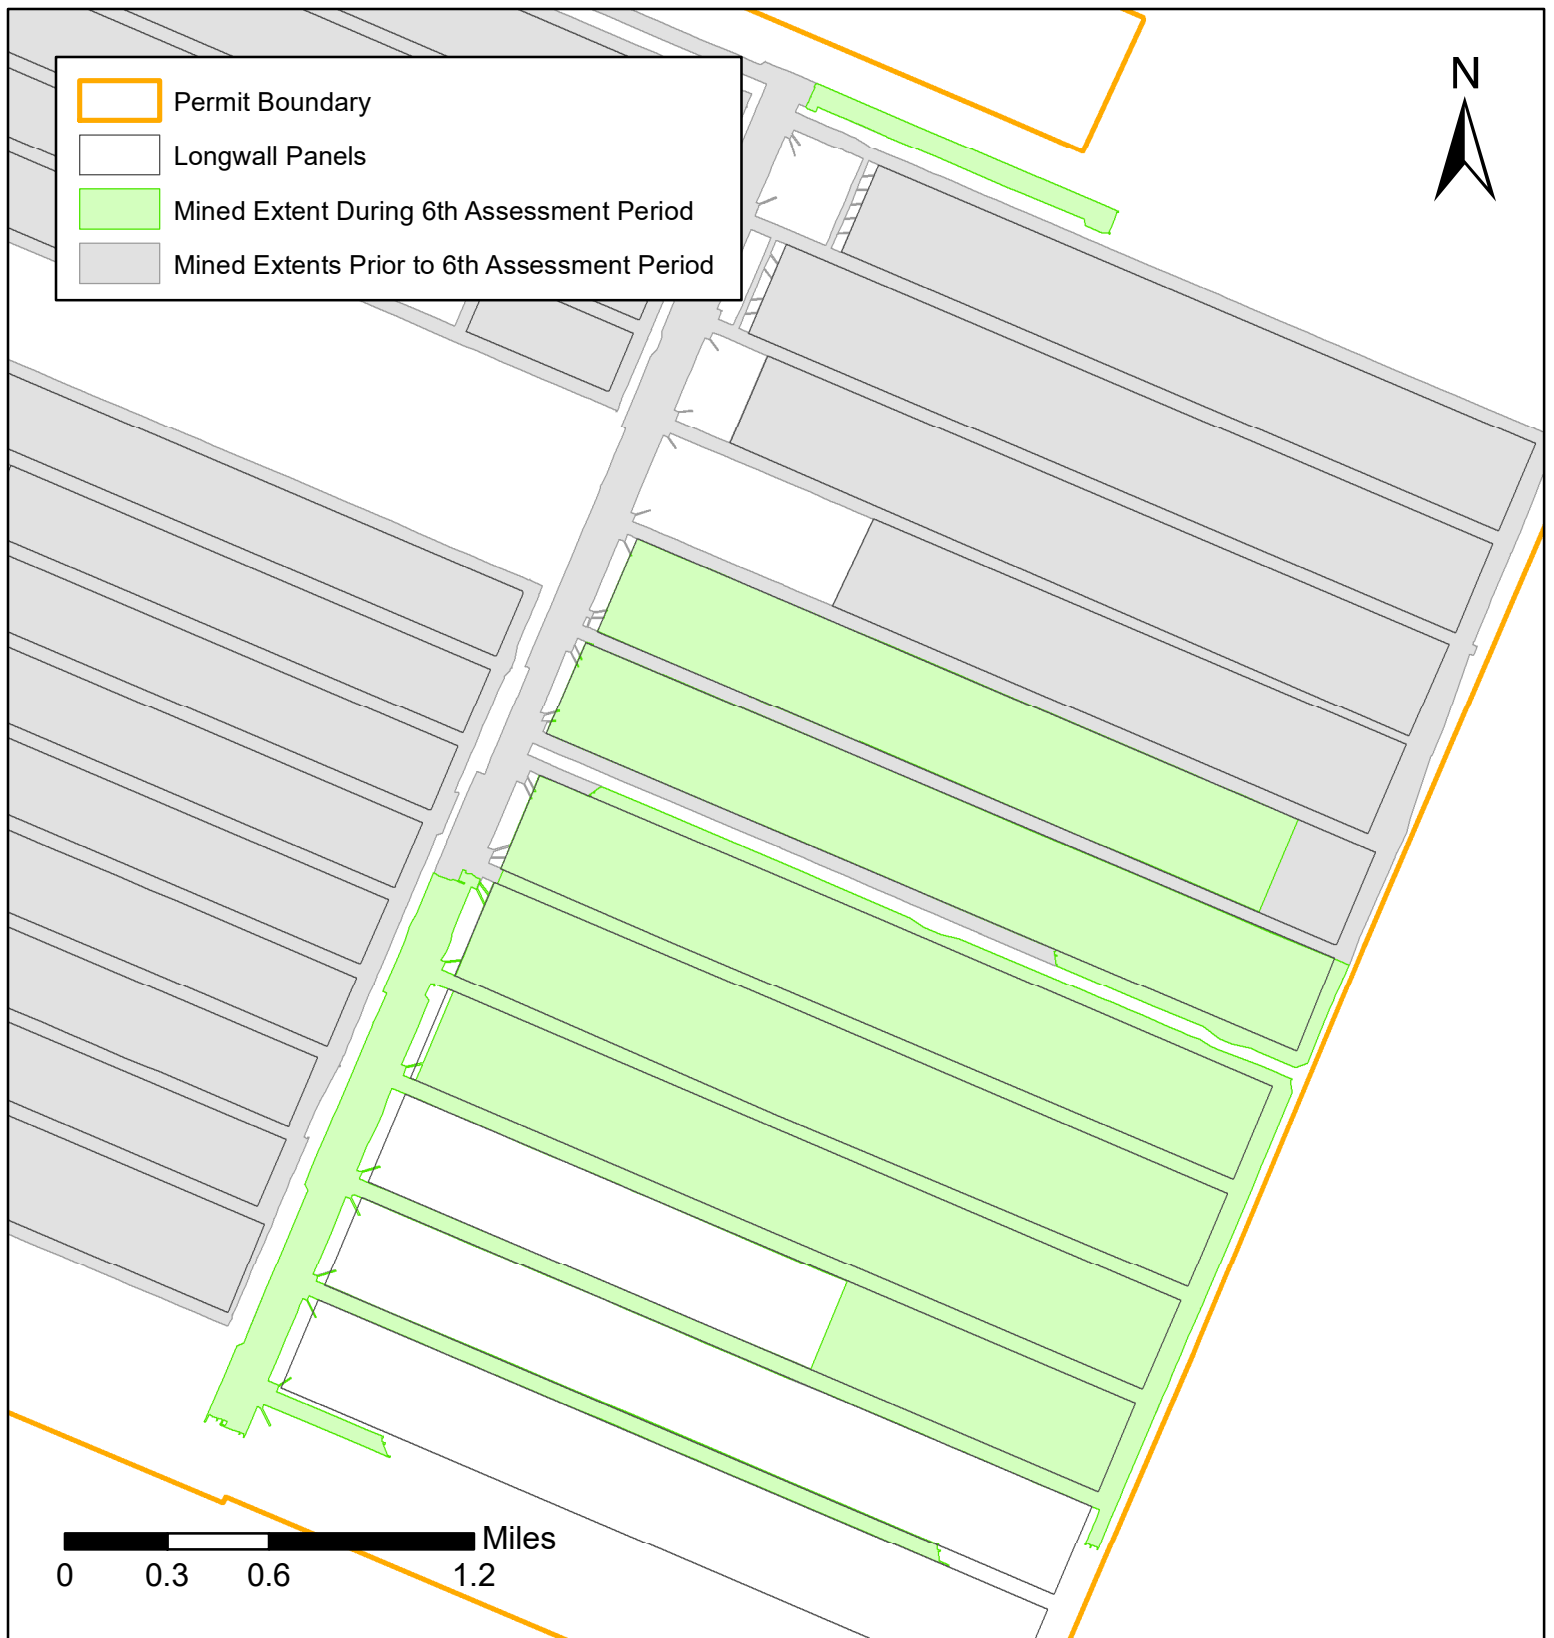 Permit Boundary
Longwall Panels
Mined Extent During 6th Assessment Period
Mined Extents Prior to 6th Assessment Period
N
Miles
0 0.3 0.6 1.2